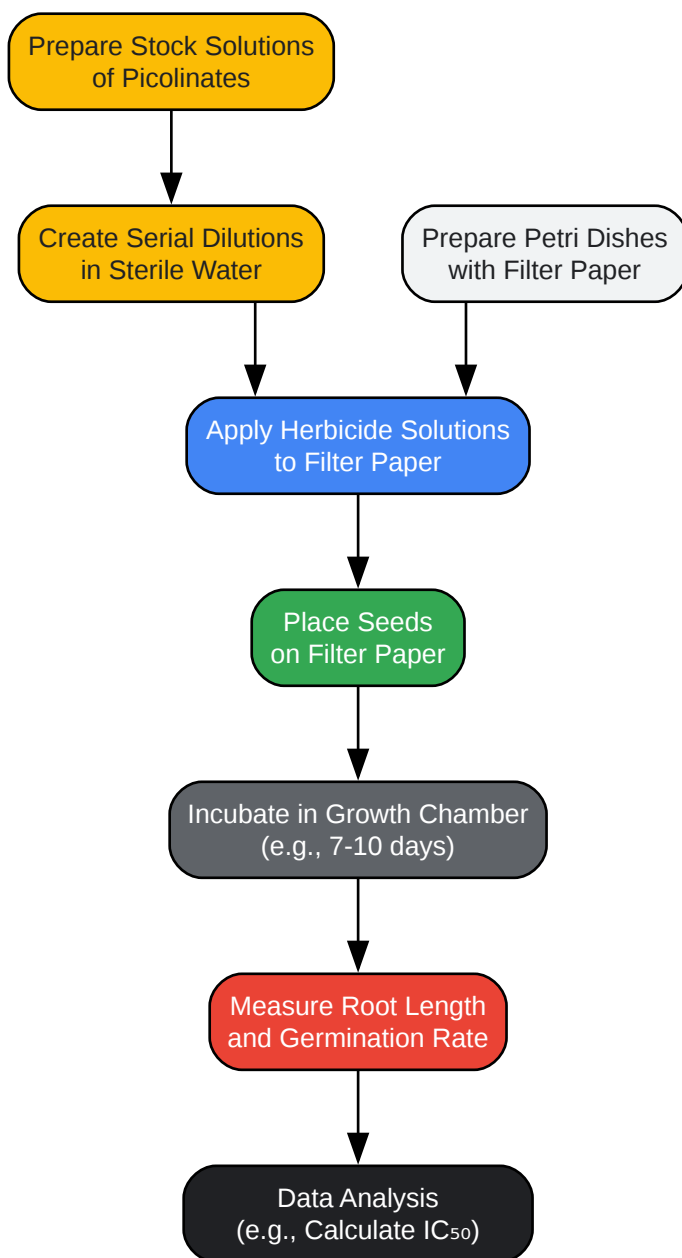 Prepare Stock Solutions
of Picolinates
Create Serial Dilutions
in Sterile Water
Prepare Petri Dishes
with Filter Paper
Apply Herbicide Solutions
to Filter Paper
Place Seeds
on Filter Paper
Incubate in Growth Chamber
(e.g., 7-10 days)
Measure Root Length
and Germination Rate
Data Analysis
(e.g., Calculate IC₅₀)